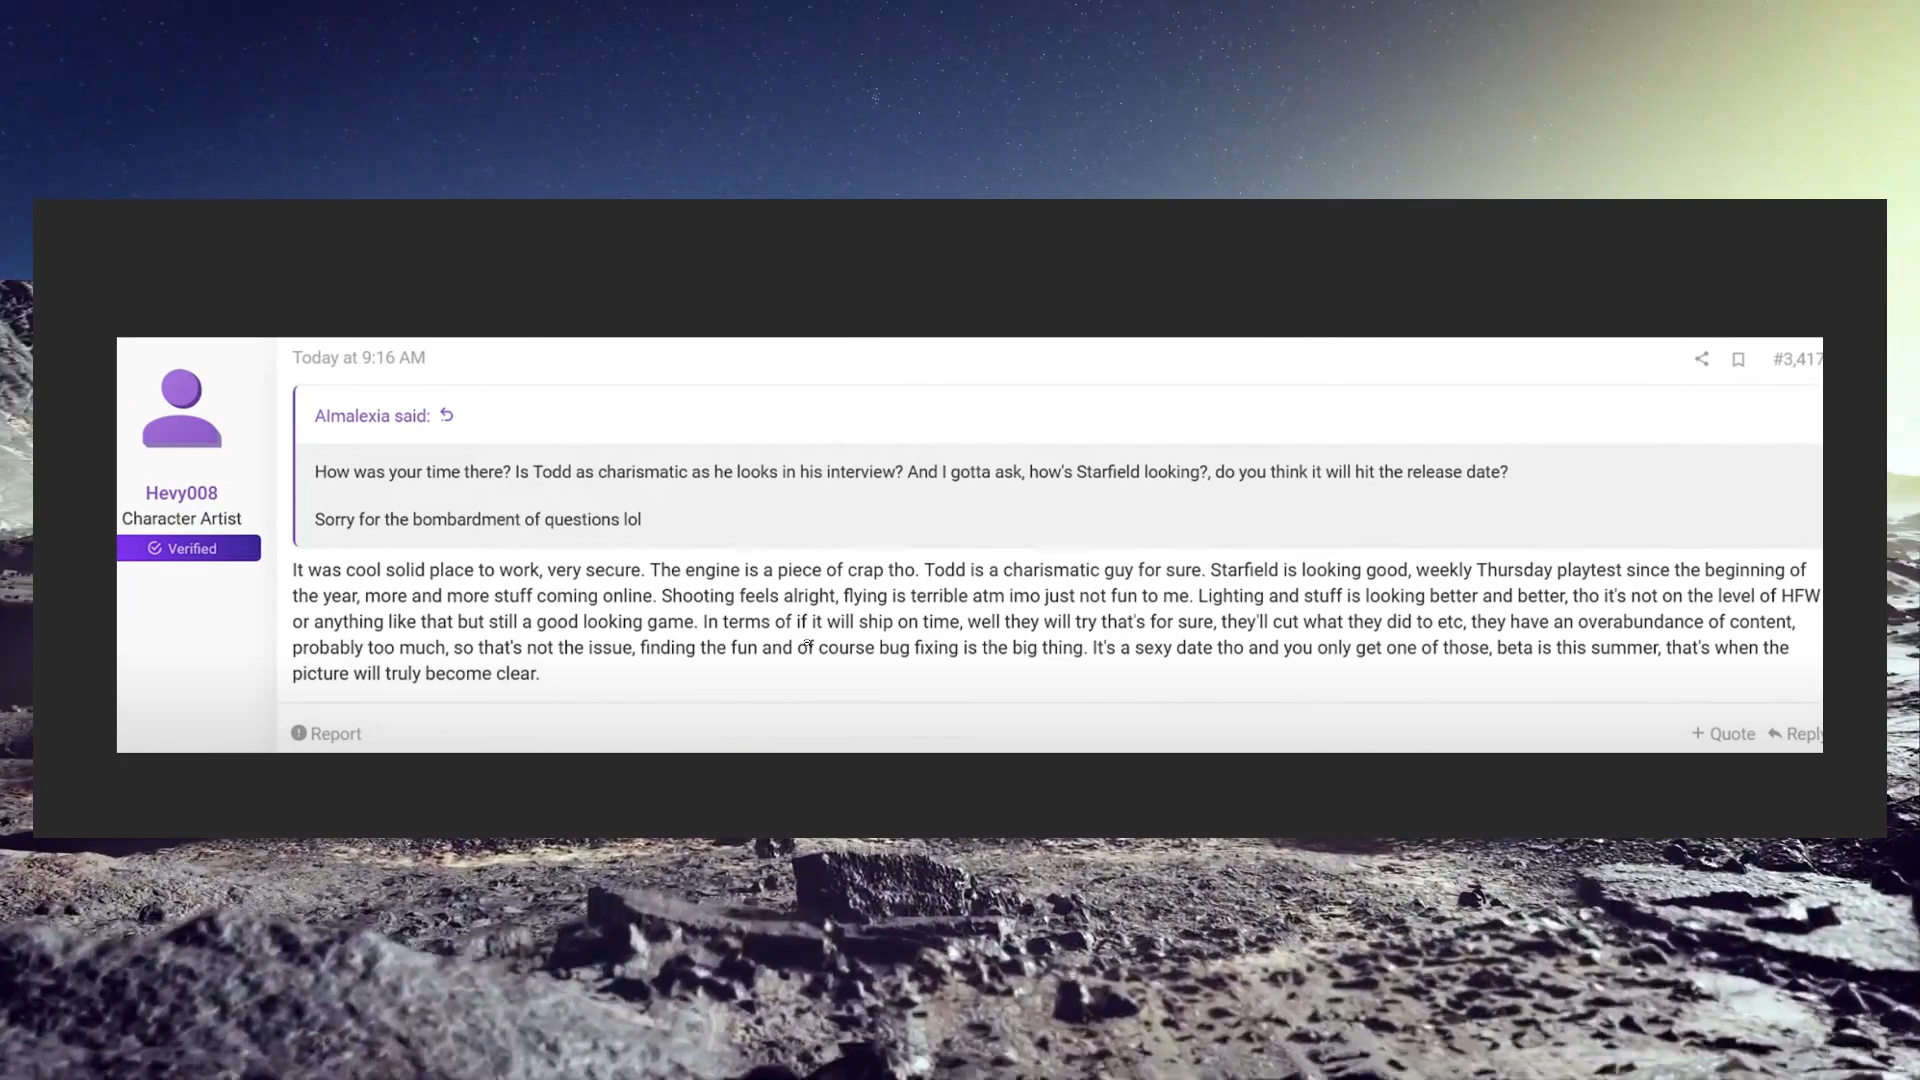 Today at 9:16 AM
#3,417
Almalexia said:
How was your time there? Is Todd as charismatic as he looks in his interview? And I gotta ask, how's Starfield looking?, do you think it will hit the release date?
Sorry for the bombardment of questions lol
Hevy008
Character Artist
Verified
It was cool solid place to work, very secure. The engine is a piece of crap tho. Todd is a charismatic guy for sure. Starfield is looking good, weekly Thursday playtest since the beginning of
the year, more and more stuff coming online. Shooting feels alright, flying is terrible atm imo just not fun to me. Lighting and stuff is looking better and better, tho it's not on the level of HFW
or anything like that but still a good looking game. In terms of if it will ship on time, well they will try that's for sure, they'll cut what they did to etc, they have an overabundance of content,
probably too much, so that's not the issue, finding the fun and of course bug fixing is the big thing. It's a sexy date tho and you only get one of those, beta is this summer, that's when the
picture will truly become clear.
Report
+ Quote
Reply